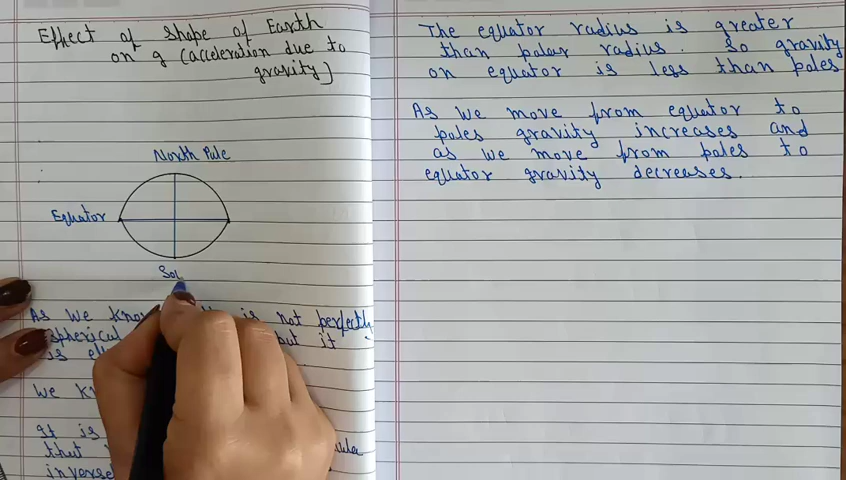 Effect of shape of Earth
on g (acceleration due to
gravity)
North Pole
Equator
Sou
As we know is not perfectly
spherical but it
is
We
It is
that
inverse
The equator radius is greater
than polar radius. So gravity
on equator is less than poles
As we move from equator to
poles gravity increases and
as we move from poles to
equator gravity decreases.